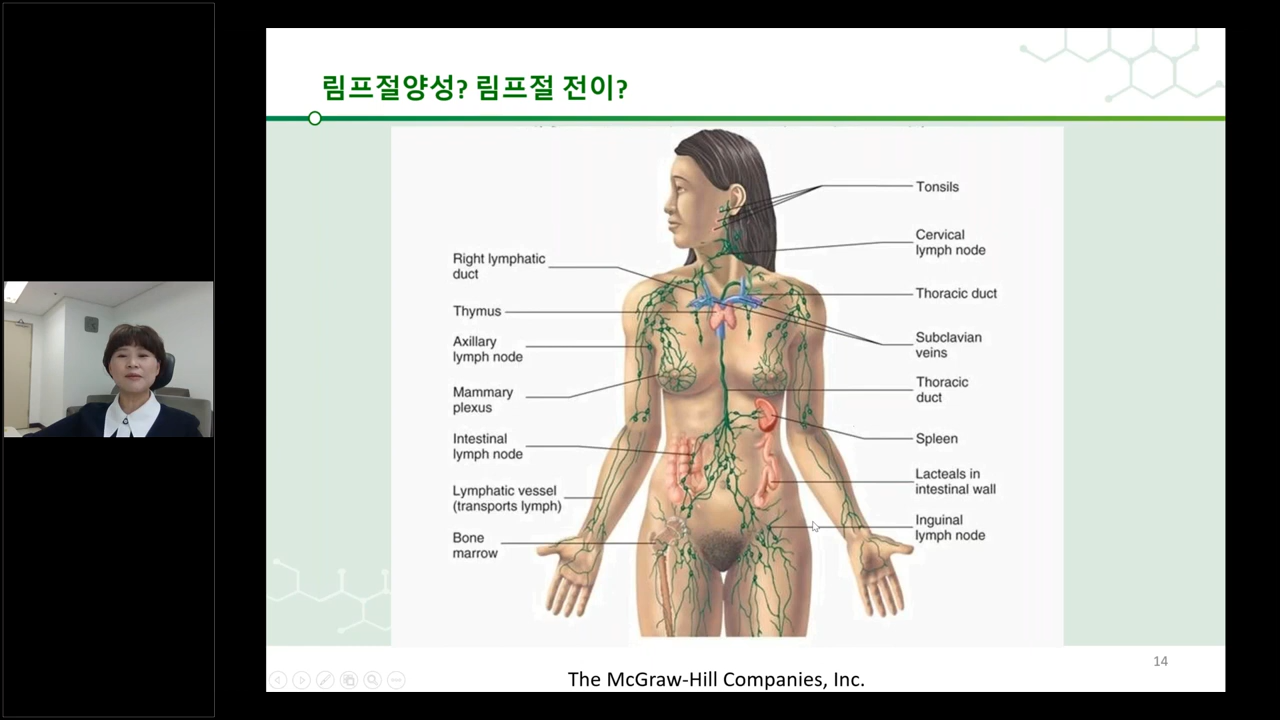 림프절양성? 림프절 전이?
Tonsils
Cervical
lymph node
Right lymphatic
duct
Thoracic duct
Thymus
Subclavian
veins
Axillary
lymph node
Thoracic
duct
Mammary
plexus
Spleen
Intestinal
lymph node
Lacteals in
intestinal wall
Lymphatic vessel
(transports lymph)
Inguinal
lymph node
Bone
marrow
14
The McGraw-Hill Companies, Inc.